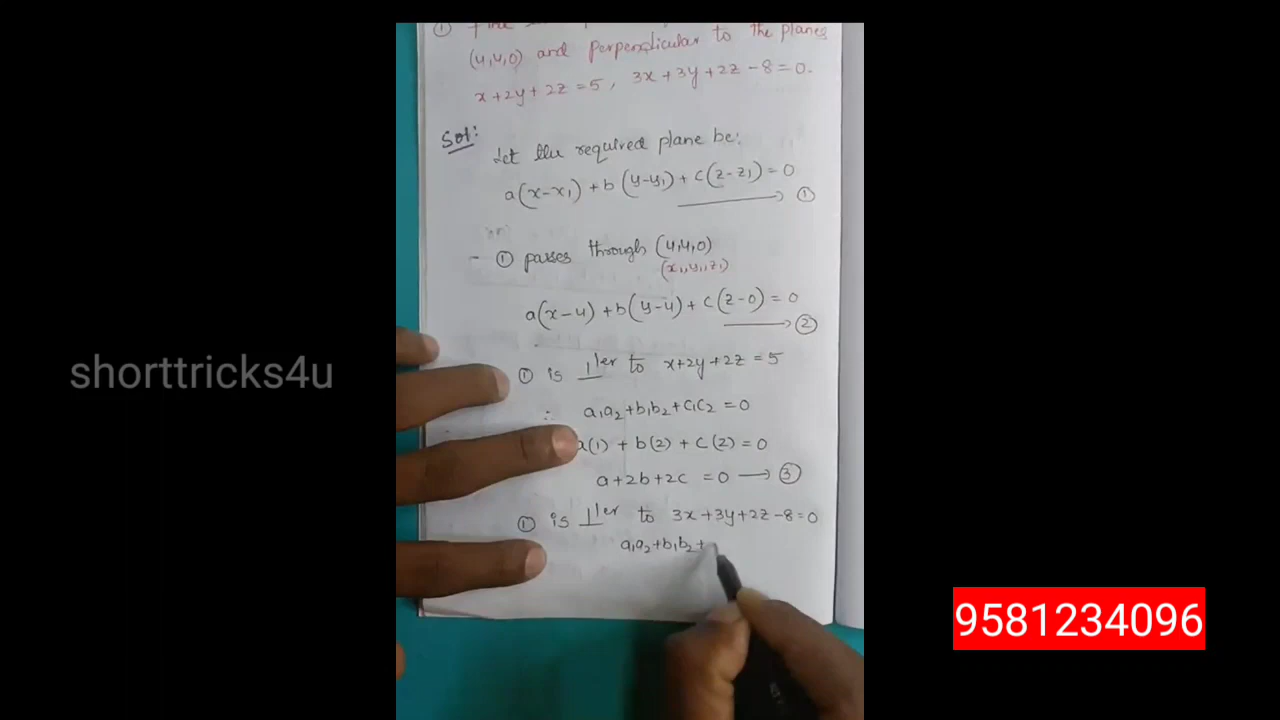 ① Find
(4,4,0) and perpendicular to the planes
x+2y+2z=5, 3x+3y+2z-8=0.
Sol:
Let the required plane be:
a(x-x₁)+b(y-y₁)+c(z-z₁)=0
→ ①
- ① passes through (4,4,0)
(x₁,y₁,z₁)
a(x-4)+b(y-4)+c(z-0)=0
→ ②
① is ⊥ler to x+2y+2z=5
∴ a₁a₂+b₁b₂+c₁c₂=0
a(1)+b(2)+c(2)=0
a+2b+2c=0 → ③
① is ⊥ler to 3x+3y+2z-8=0
a₁a₂+b₁b₂+
shorttricks4u
9581234096